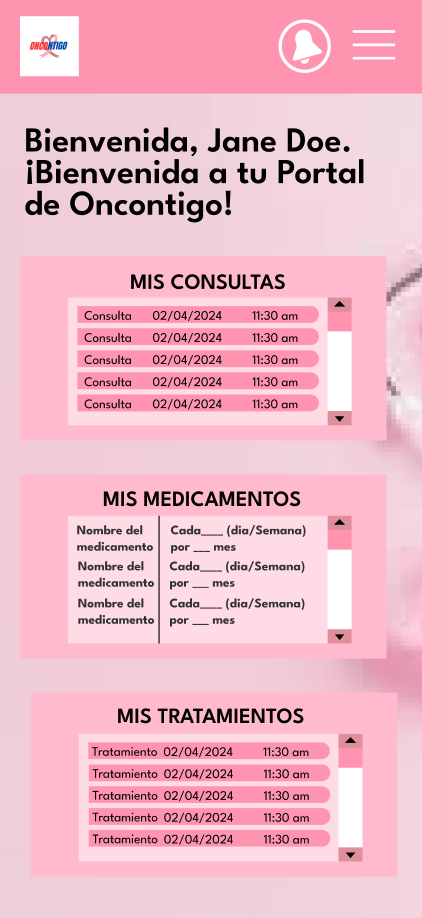 ONCONTIGO
Bienvenida, Jane Doe.
¡Bienvenida a tu Portal
de Oncontigo!
MIS CONSULTAS
Consulta 02/04/2024 11:30 am
Consulta 02/04/2024 11:30 am
Consulta 02/04/2024 11:30 am
Consulta 02/04/2024 11:30 am
Consulta 02/04/2024 11:30 am
MIS MEDICAMENTOS
Nombre del Cada____ (dia/Semana)
medicamento por ___ mes
Nombre del Cada____ (dia/Semana)
medicamento por ___ mes
Nombre del Cada____ (dia/Semana)
medicamento por ___ mes
MIS TRATAMIENTOS
Tratamiento 02/04/2024 11:30 am
Tratamiento 02/04/2024 11:30 am
Tratamiento 02/04/2024 11:30 am
Tratamiento 02/04/2024 11:30 am
Tratamiento 02/04/2024 11:30 am